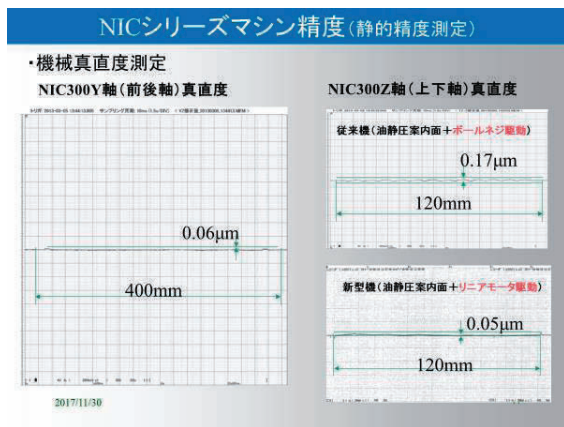 NICシリーズマシン精度(静的精度測定)
・機械真直度測定
NIC300Y軸(前後軸)真直度
0.06μm
400mm
NIC300Z軸(上下軸)真直度
従来機(油静圧案内面+ボールネジ駆動)
0.17μm
120mm
新型機(油静圧案内面+リニアモータ駆動)
0.05μm
120mm
2017/11/30